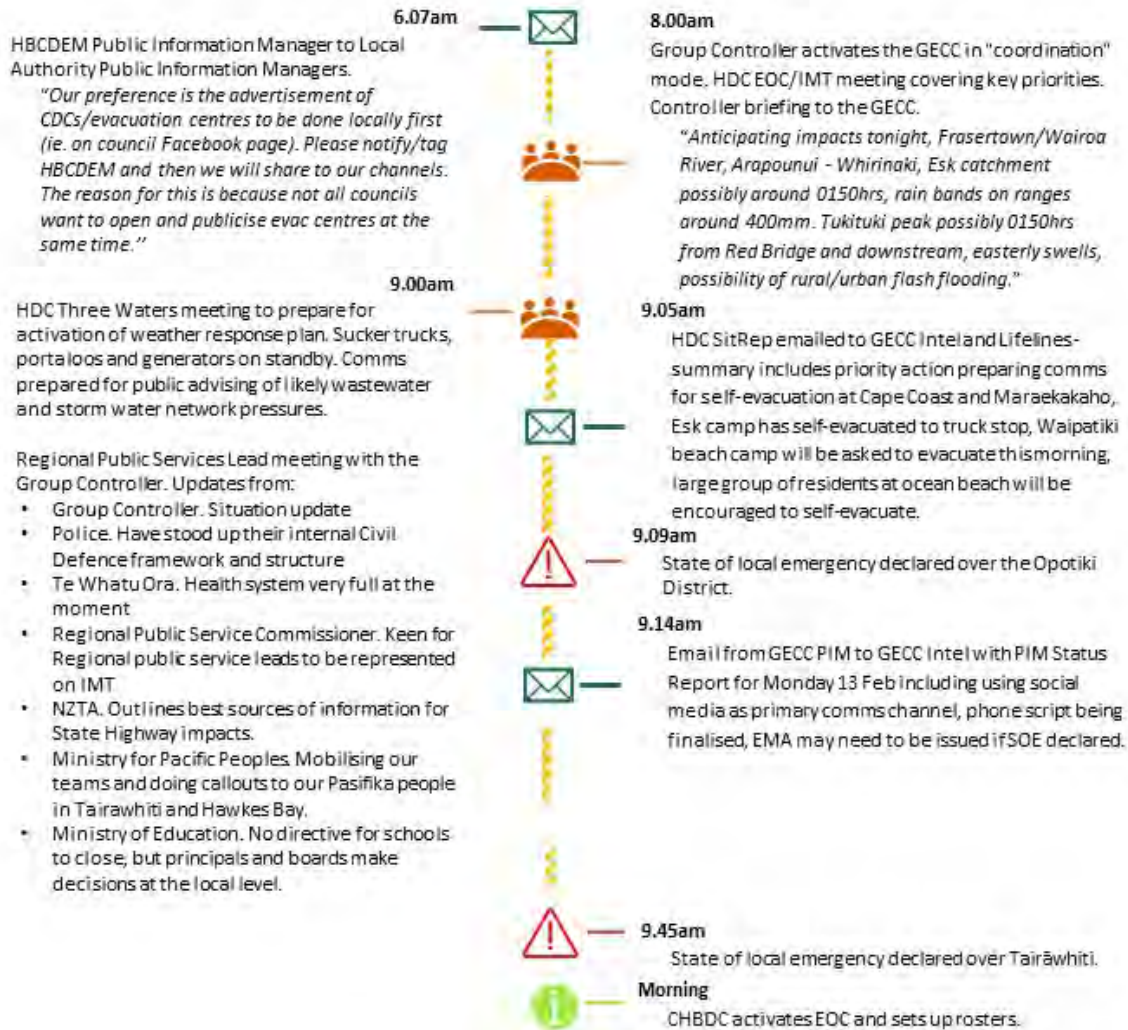 6.07am
HBCDEM Public Information Manager to Local
Authority Public Information Managers.
"Our preference is the advertisement of
CDCs/evacuation centres to be done locally first
(ie. on council Facebook page). Please notify/tag
HBCDEM and then we will share to our channels.
The reason for this is because not all councils
want to open and publicise evac centres at the
same time.''
8.00am
Group Controller activates the GECC in "coordination"
mode. HDC EOC/IMT meeting covering key priorities.
Controller briefing to the GECC.
"Anticipating impacts tonight, Frasertown/Wairoa
River, Arapounui - Whirinaki, Esk catchment
possibly around 0150hrs, rain bands on ranges
around 400mm. Tukituki peak possibly 0150hrs
from Red Bridge and downstream, easterly swells,
possibility of rural/urban flash flooding."
9.00am
HDC Three Waters meeting to prepare for
activation of weather response plan. Sucker trucks,
portaloos and generators on standby. Comms
prepared for public advising of likely wastewater
and storm water network pressures.
Regional Public Services Lead meeting with the
Group Controller. Updates from:
• Group Controller. Situation update
• Police. Have stood up their internal Civil
Defence framework and structure
• Te Whatu Ora. Health system very full at the
moment
• Regional Public Service Commissioner. Keen for
Regional public service leads to be represented
on IMT
• NZTA. Outlines best sources of information for
State Highway impacts.
• Ministry for Pacific Peoples. Mobilising our
teams and doing callouts to our Pasifika people
in Tairawhiti and Hawkes Bay.
• Ministry of Education. No directive for schools
to close, but principals and boards make
decisions at the local level.
9.05am
HDC SitRep emailed to GECC Intel and Lifelines-
summary includes priority action preparing comms
for self-evacuation at Cape Coast and Maraekakaho,
Esk camp has self-evacuated to truck stop, Waipatiki
beach camp will be asked to evacuate this morning,
large group of residents at ocean beach will be
encouraged to self-evacuate.
9.09am
State of local emergency declared over the Opotiki
District.
9.14am
Email from GECC PIM to GECC Intel with PIM Status
Report for Monday 13 Feb including using social
media as primary comms channel, phone script being
finalised, EMA may need to be issued if SOE declared.
9.45am
State of local emergency declared over Tairāwhiti.
Morning
CHBDC activates EOC and sets up rosters.